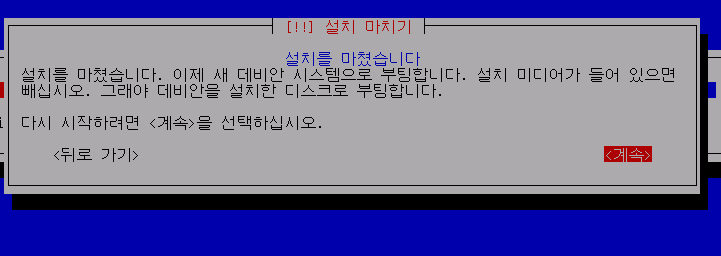 [!!] 설치 마치기
설치를 마쳤습니다
설치를 마쳤습니다. 이제 새 데비안 시스템으로 부팅합니다. 설치 미디어가 들어 있으면
빼십시오. 그래야 데비안을 설치한 디스크로 부팅합니다.
다시 시작하려면 <계속>을 선택하십시오.
<뒤로 가기> <계속>